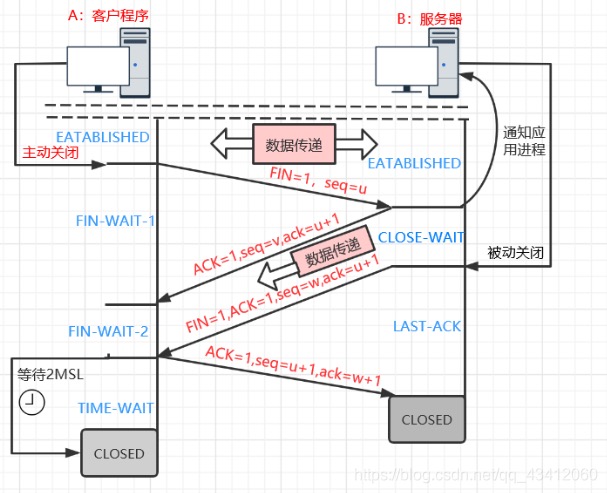 A：客户程序
B：服务器
EATABLISHED
数据传递
EATABLISHED
通知应
用进程
主动关闭
FIN=1，seq=u
FIN-WAIT-1
ACK=1,seq=v,ack=u+1
CLOSE-WAIT
数据传递
被动关闭
FIN=1,ACK=1,seq=w,ack=u+1
FIN-WAIT-2
LAST-ACK
ACK=1,seq=u+1,ack=w+1
等待2MSL
TIME-WAIT
CLOSED
CLOSED
https://blog.csdn.net/qq_43412060